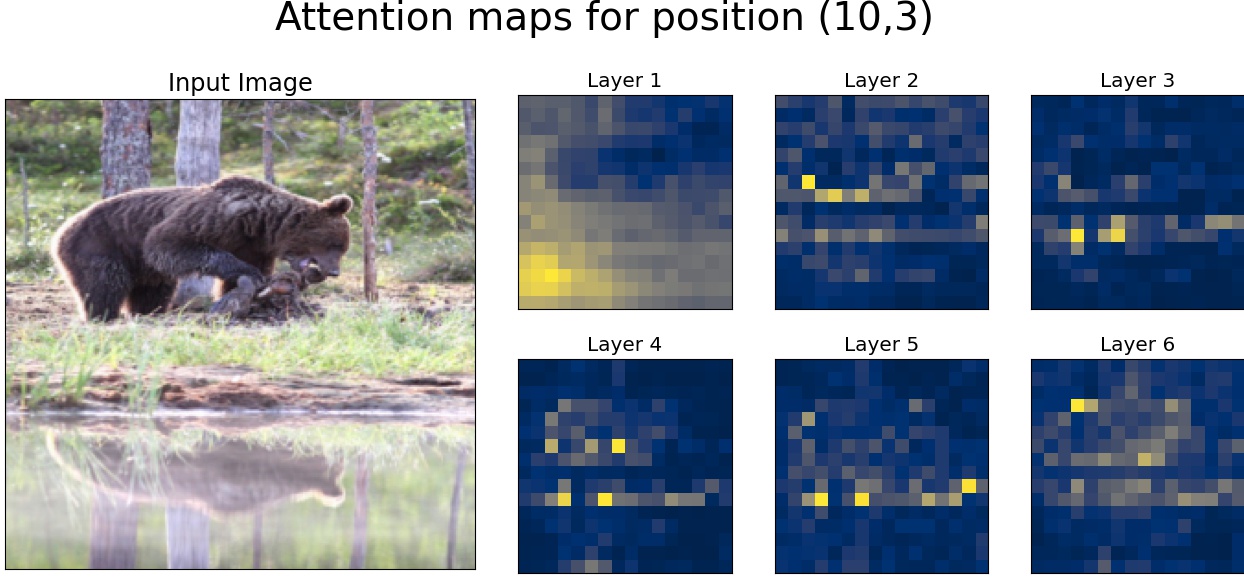 Attention maps for position (10,3)
Input Image
Layer 1
Layer 2
Layer 3
Layer 4
Layer 5
Layer 6